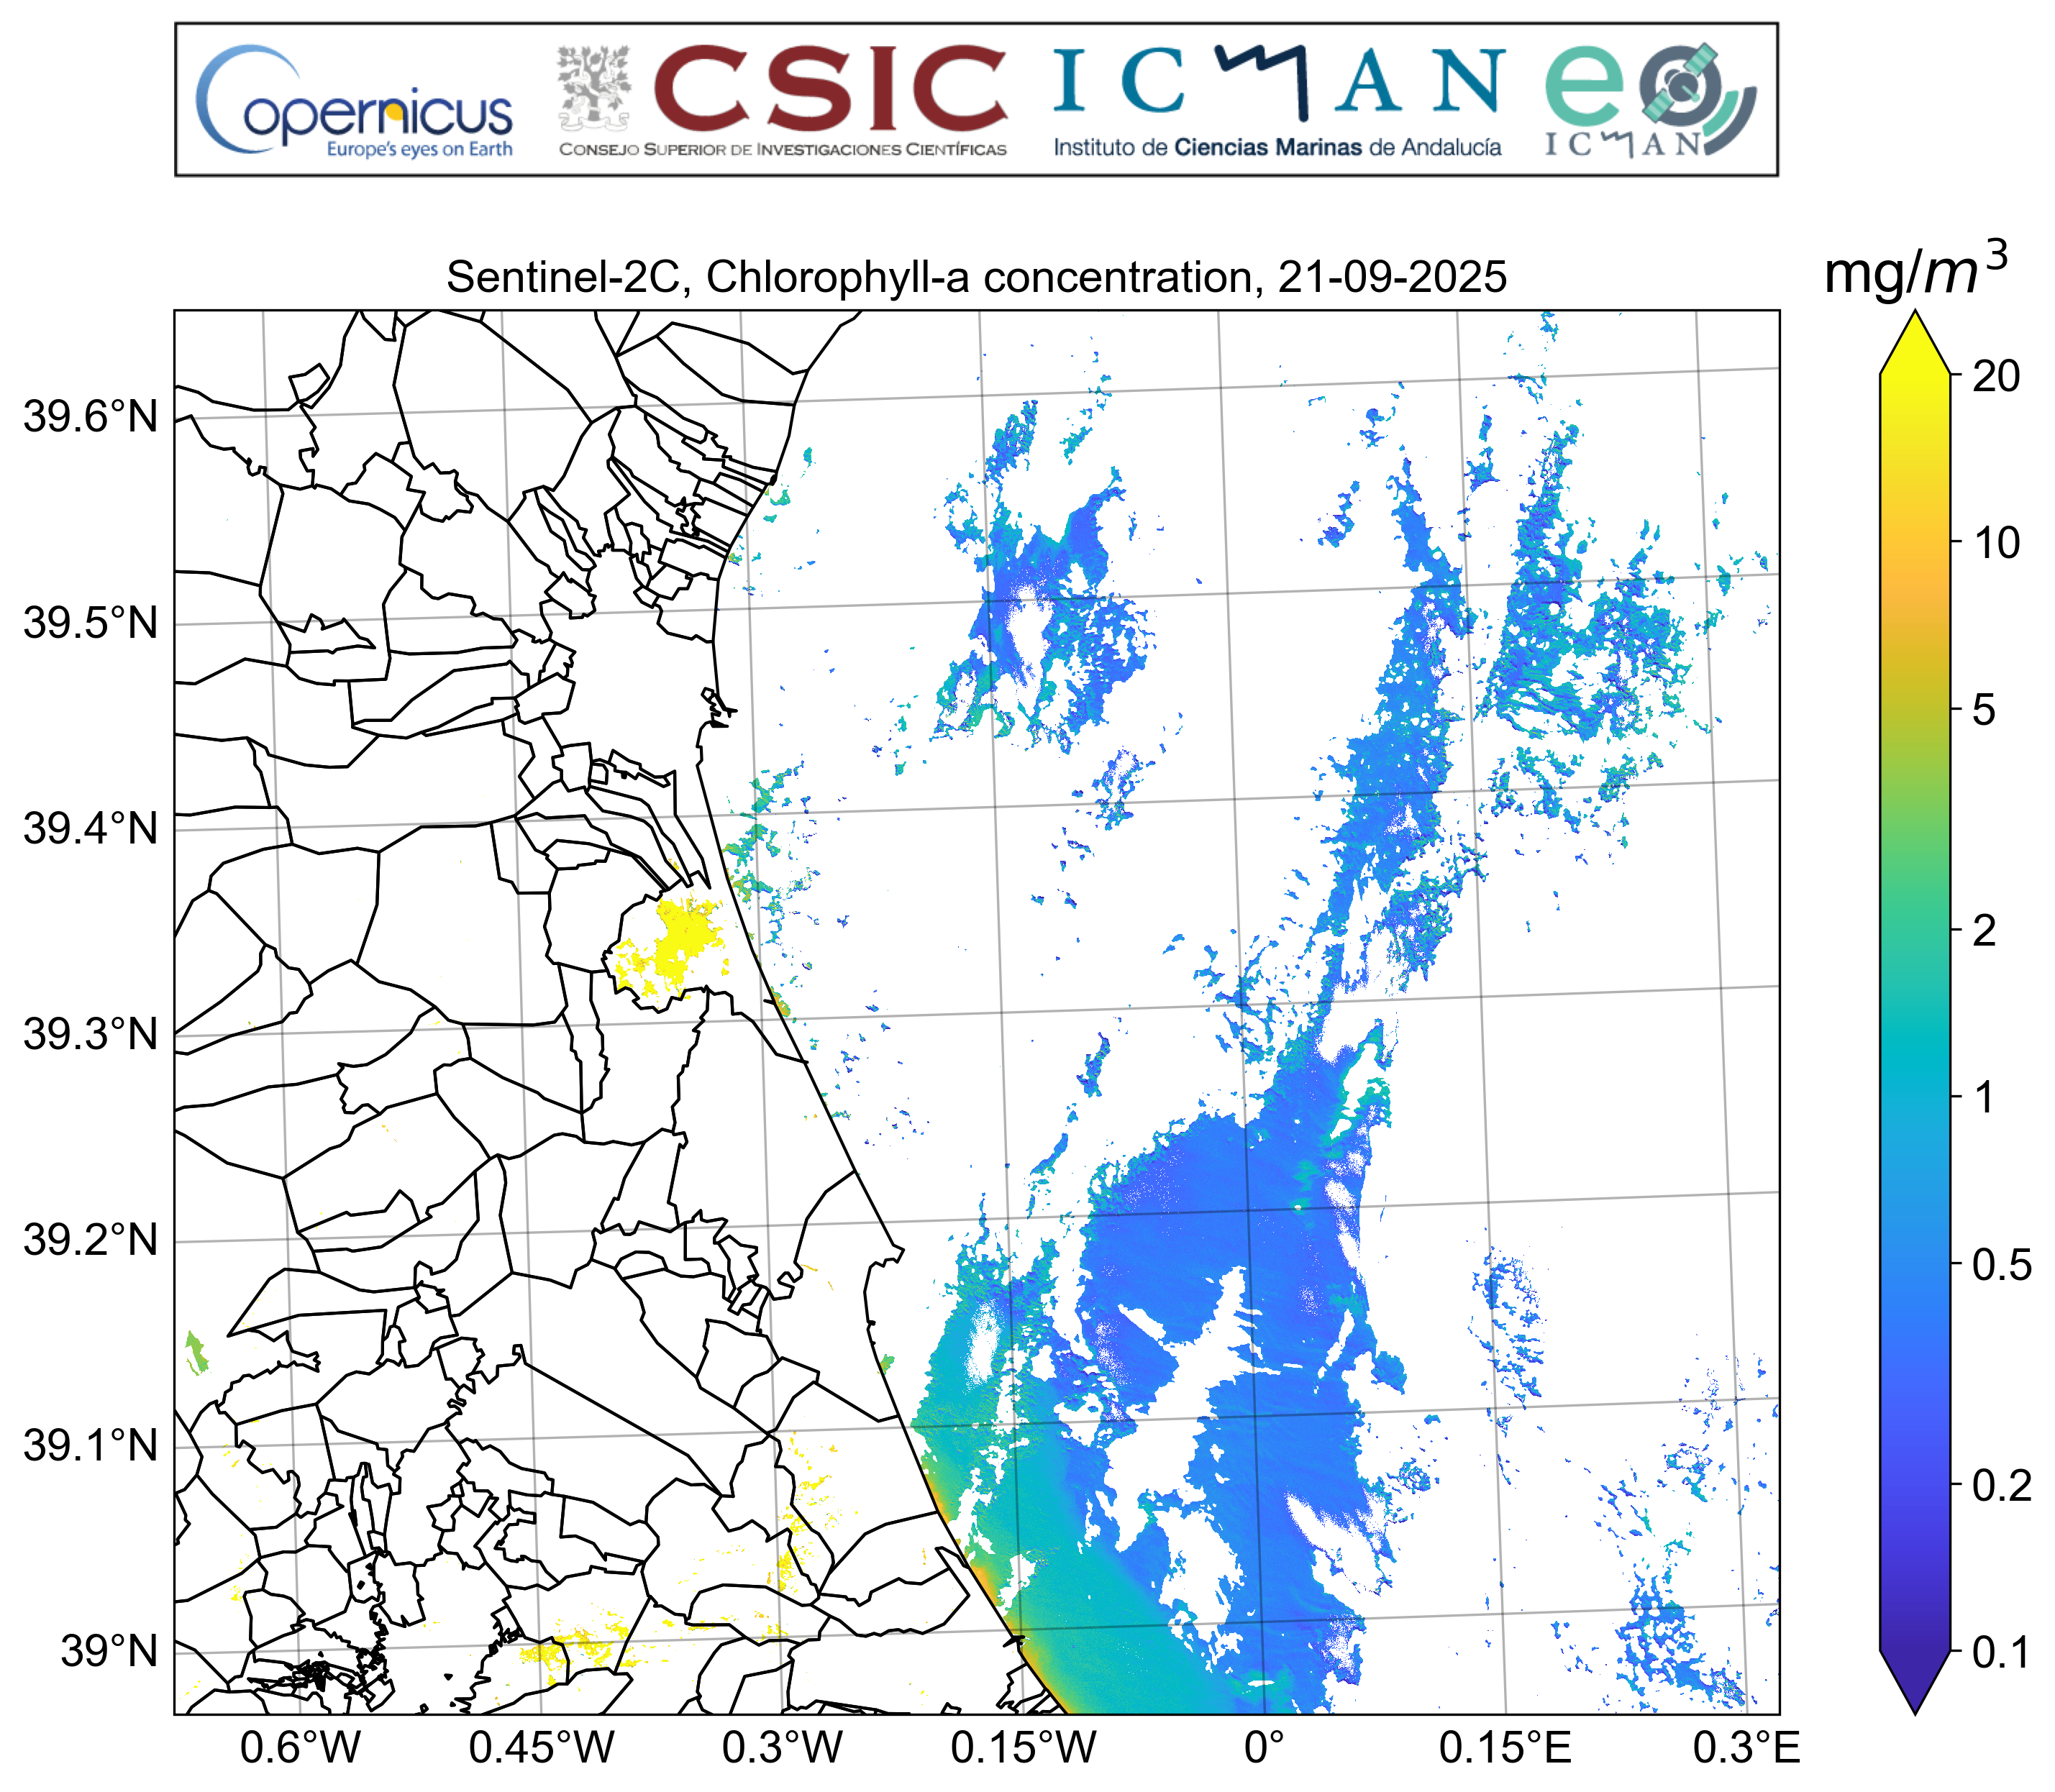 Copernicus
Europe's eyes on Earth
CSIC
CONSEJO SUPERIOR DE INVESTIGACIONES CIENTÍFICAS
ICMAN
Instituto de Ciencias Marinas de Andalucía
eo
ICMAN
Sentinel-2C, Chlorophyll-a concentration, 21-09-2025
mg/m³
39.6°N
39.5°N
39.4°N
39.3°N
39.2°N
39.1°N
39°N
0.6°W
0.45°W
0.3°W
0.15°W
0°
0.15°E
0.3°E
20
10
5
2
1
0.5
0.2
0.1